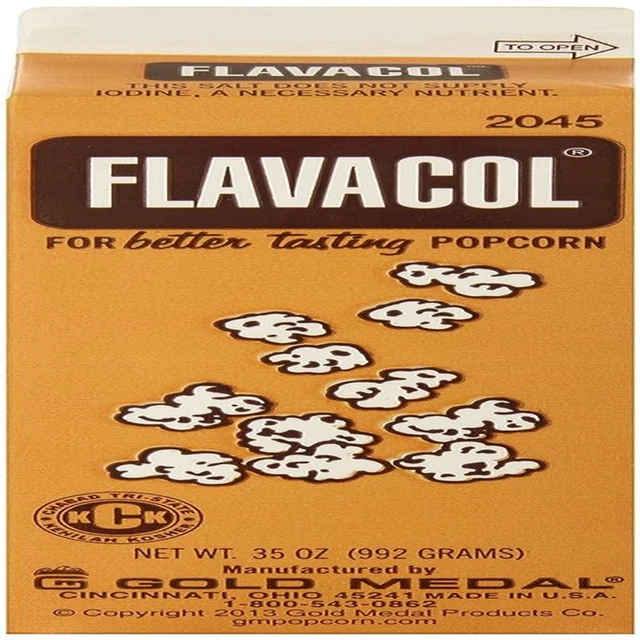 TO OPEN
FLAVACOL
THIS SALT DOES NOT SUPPLY
IODINE, A NECESSARY NUTRIENT.
2045
FLAVACOL®
FOR better tasting POPCORN
CHABAD TRI-STATE
KCK
KEHILAH KOSHER
NET WT. 35 OZ (992 GRAMS)
Manufactured by
GOLD MEDAL®
CINCINNATI, OHIO 45241 MADE IN U.S.A.
1-800-543-0862
© Copyright 2013 Gold Medal Products Co.
gmpopcorn.com